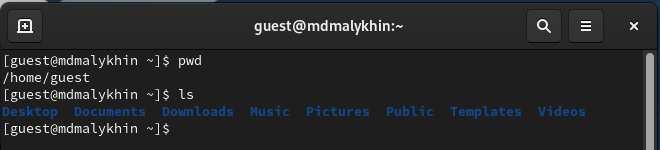 guest@mdmalykhin:~
[guest@mdmalykhin ~]$ pwd
/home/guest
[guest@mdmalykhin ~]$ ls
Desktop  Documents  Downloads  Music  Pictures  Public  Templates  Videos
[guest@mdmalykhin ~]$